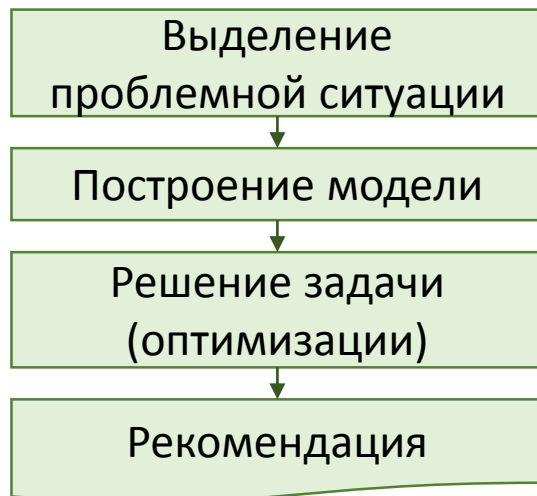 Выделение
проблемной ситуации
Построение модели
Решение задачи
(оптимизации)
Рекомендация